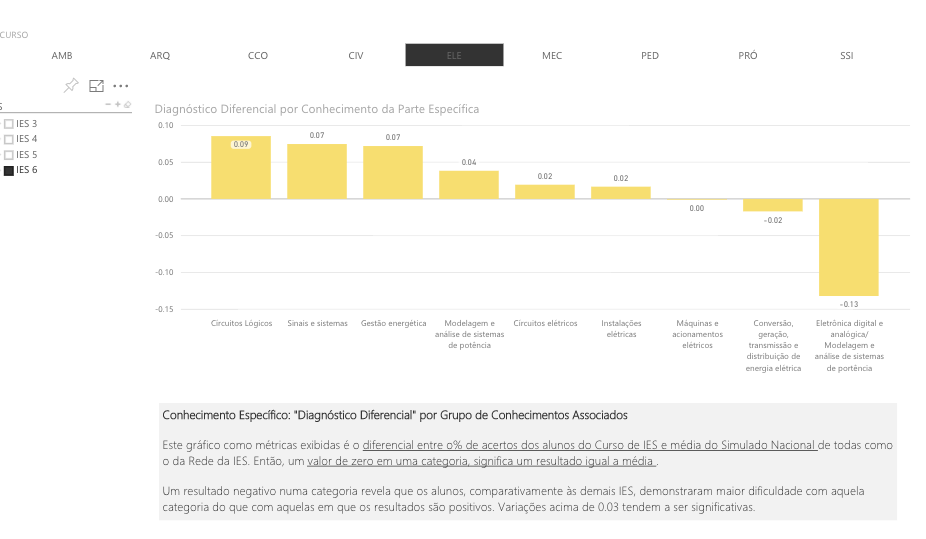 CURSO
AMB ARQ CCO CIV ELE MEC PED PRÓ SSI
S
IES 3
IES 4
IES 5
IES 6
Diagnóstico Diferencial por Conhecimento da Parte Específica
0.10
0.05
0.00
-0.05
-0.10
-0.15
0.09
0.07
0.07
0.04
0.02
0.02
0.00
-0.02
-0.13
Circuitos Lógicos
Sinais e sistemas
Gestão energética
Modelagem e
análise de sistemas
de potência
Circuitos elétricos
Instalações
elétricas
Máquinas e
acionamentos
elétricos
Conversão,
geração,
transmissão e
distribuição de
energia elétrica
Eletrônica digital e
analógica/
Modelagem e
análise de sistemas
de portência
Conhecimento Específico: "Diagnóstico Diferencial" por Grupo de Conhecimentos Associados
Este gráfico como métricas exibidas é o diferencial entre o% de acertos dos alunos do Curso de IES e média do Simulado Nacional de todas como
o da Rede da IES. Então, um valor de zero em uma categoria, significa um resultado igual a média .
Um resultado negativo numa categoria revela que os alunos, comparativamente às demais IES, demonstraram maior dificuldade com aquela
categoria do que com aquelas em que os resultados são positivos. Variações acima de 0.03 tendem a ser significativas.